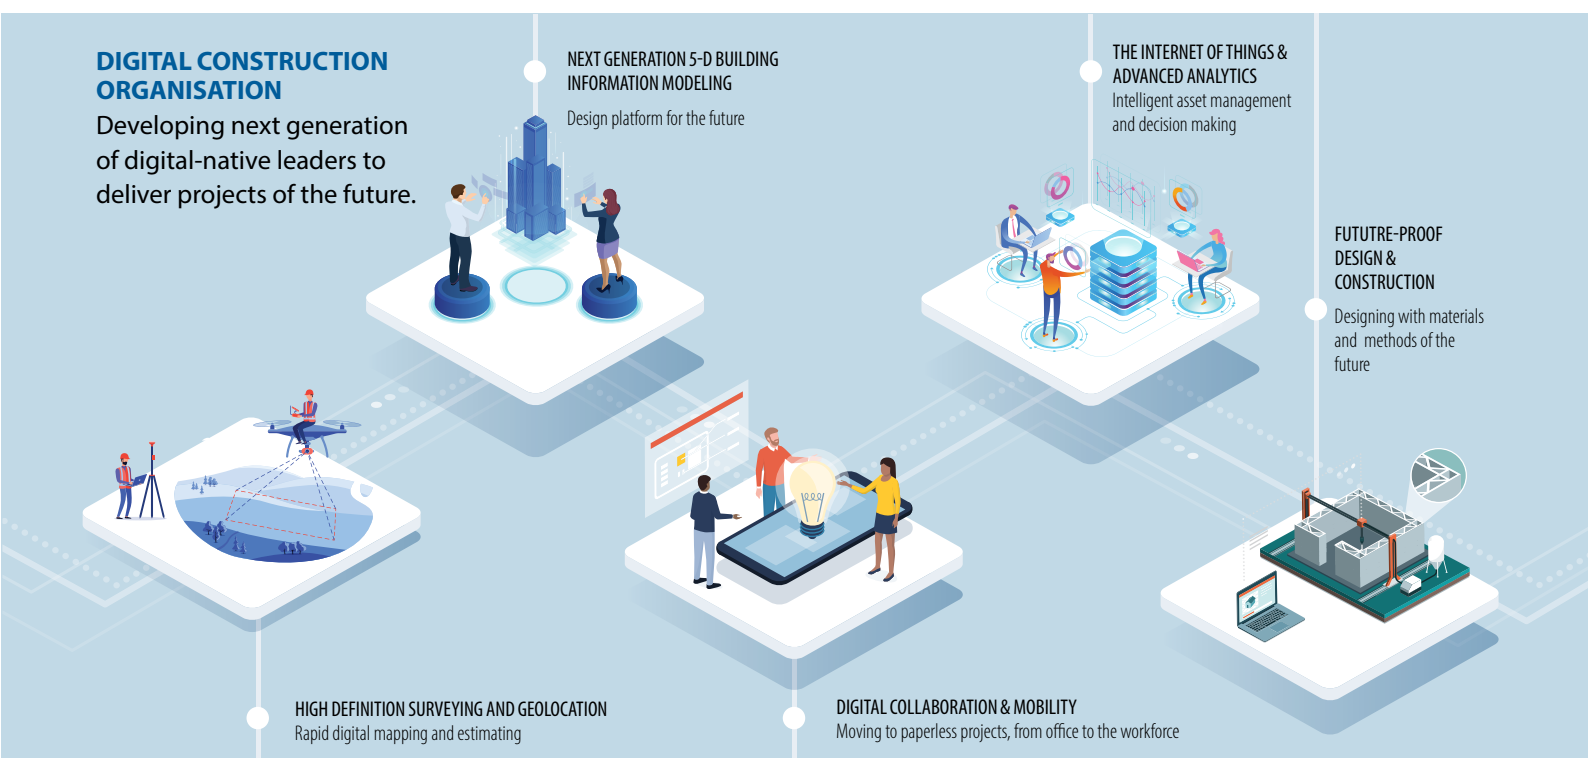 DIGITAL CONSTRUCTION
ORGANISATION
Developing next generation
of digital-native leaders to
deliver projects of the future.
NEXT GENERATION 5-D BUILDING
INFORMATION MODELING
Design platform for the future
THE INTERNET OF THINGS &
ADVANCED ANALYTICS
Intelligent asset management
and decision making
FUTUTRE-PROOF
DESIGN &
CONSTRUCTION
Designing with materials
and methods of the
future
HIGH DEFINITION SURVEYING AND GEOLOCATION
Rapid digital mapping and estimating
DIGITAL COLLABORATION & MOBILITY
Moving to paperless projects, from office to the workforce